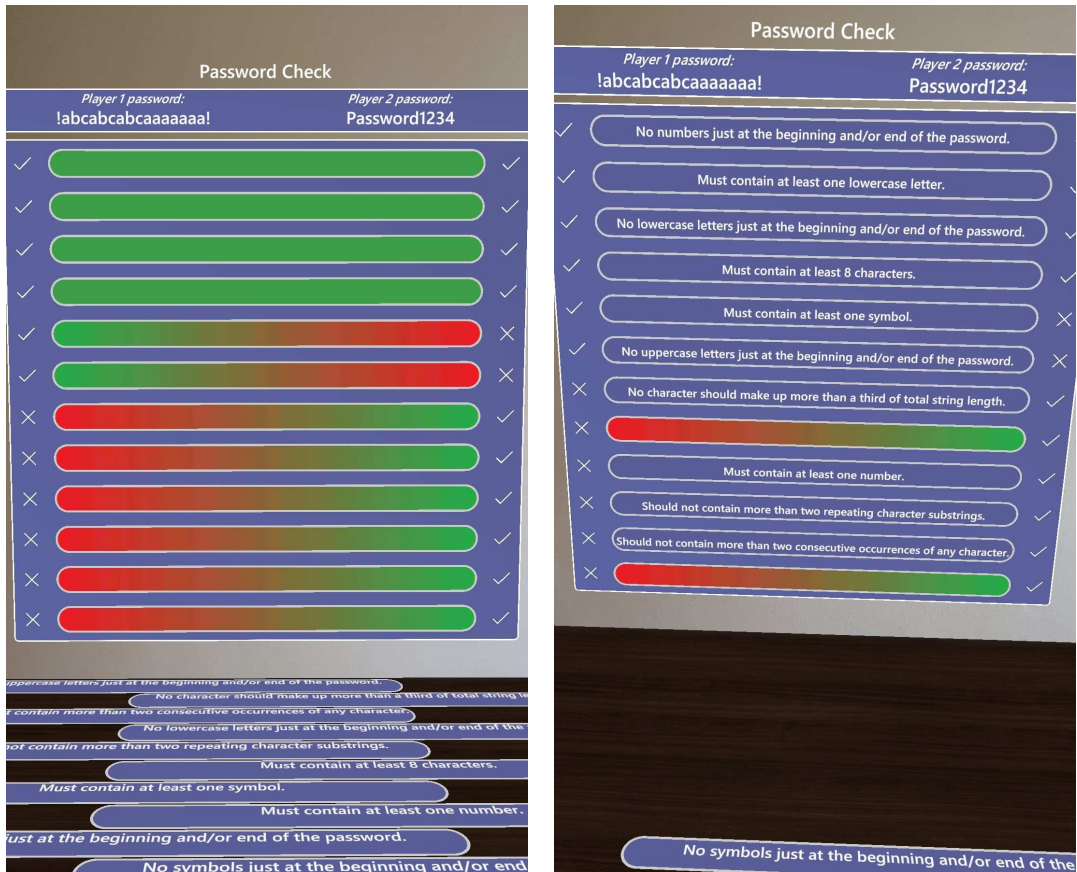 Password Check
Player 1 password:
!abcabcabcaaaaaaa!
Player 2 password:
Password1234
uppercase letters just at the beginning and/or end of the password.
No character should make up more than a third of total string le
t contain more than two consecutive occurrences of any character.
No lowercase letters just at the beginning and/or end of the
not contain more than two repeating character substrings.
Must contain at least 8 characters.
Must contain at least one symbol.
Must contain at least one number.
just at the beginning and/or end of the password.
No symbols just at the beginning and/or end
Password Check
Player 1 password:
!abcabcabcaaaaaaa!
Player 2 password:
Password1234
No numbers just at the beginning and/or end of the password.
Must contain at least one lowercase letter.
No lowercase letters just at the beginning and/or end of the password.
Must contain at least 8 characters.
Must contain at least one symbol.
No uppercase letters just at the beginning and/or end of the password.
No character should make up more than a third of total string length.
Must contain at least one number.
Should not contain more than two repeating character substrings.
Should not contain more than two consecutive occurrences of any character.
No symbols just at the beginning and/or end of the